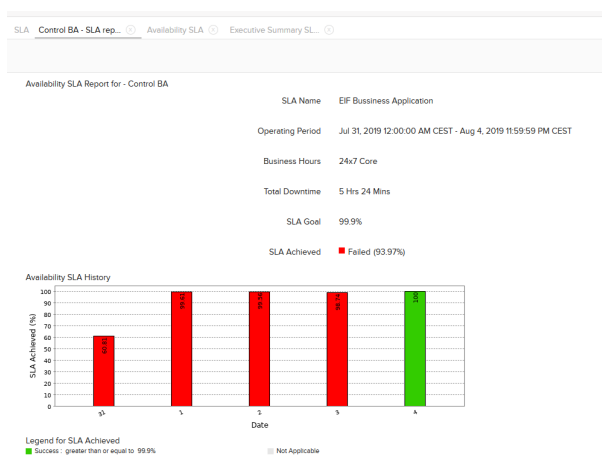 SLA Control BA - SLA rep... Availability SLA Executive Summary SL...
Availability SLA Report for - Control BA
SLA Name EIF Bussiness Application
Operating Period Jul 31, 2019 12:00:00 AM CEST - Aug 4, 2019 11:59:59 PM CEST
Business Hours 24x7 Core
Total Downtime 5 Hrs 24 Mins
SLA Goal 99.9%
SLA Achieved Failed (93.97%)
Availability SLA History
SLA Achieved (%)
100
90
80
70
60
50
40
30
20
10
0
100
31 1 2 3 4
Date
Legend for SLA Achieved
Success : greater than or equal to 99.9% Not Applicable